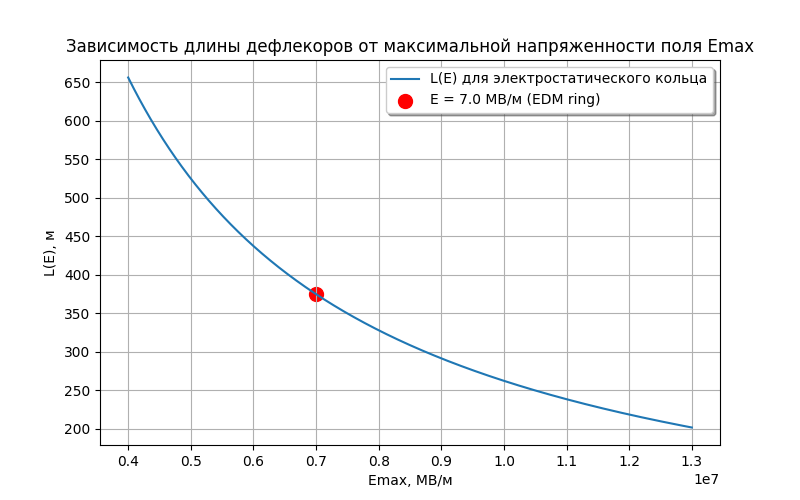 Зависимость длины дефлекоров от максимальной напряженности поля Emax
L(E) для электростатического кольца
E = 7.0 МВ/м (EDM ring)
650
600
550
500
450
400
350
300
250
200
L(E), м
0.4 0.5 0.6 0.7 0.8 0.9 1.0 1.1 1.2 1.3
1e7
Emax, МВ/м